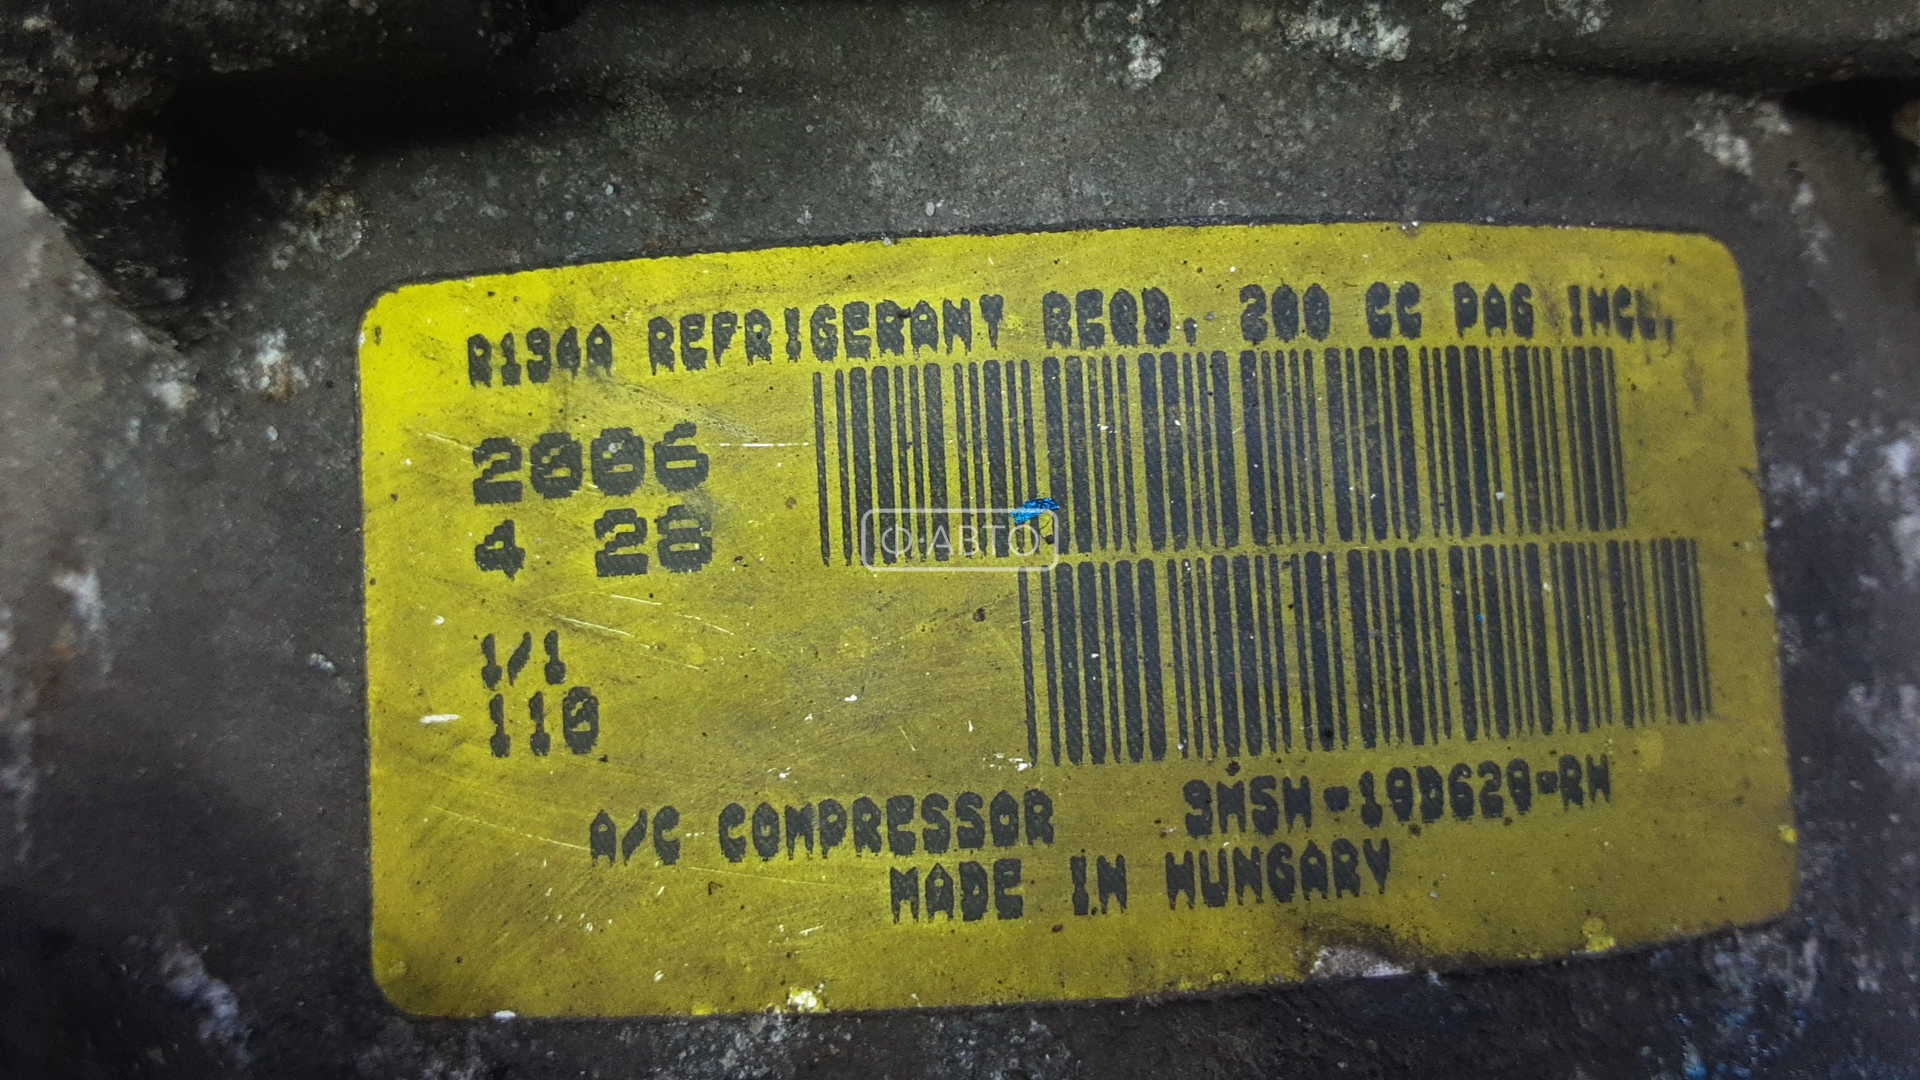 R134A REFRIGERANT REQD. 200 CC PAG INCL.
2006
4 28
1/1
110
Ф·АВТО
A/C COMPRESSOR 3M5H-19D629-RH
MADE IN HUNGARY